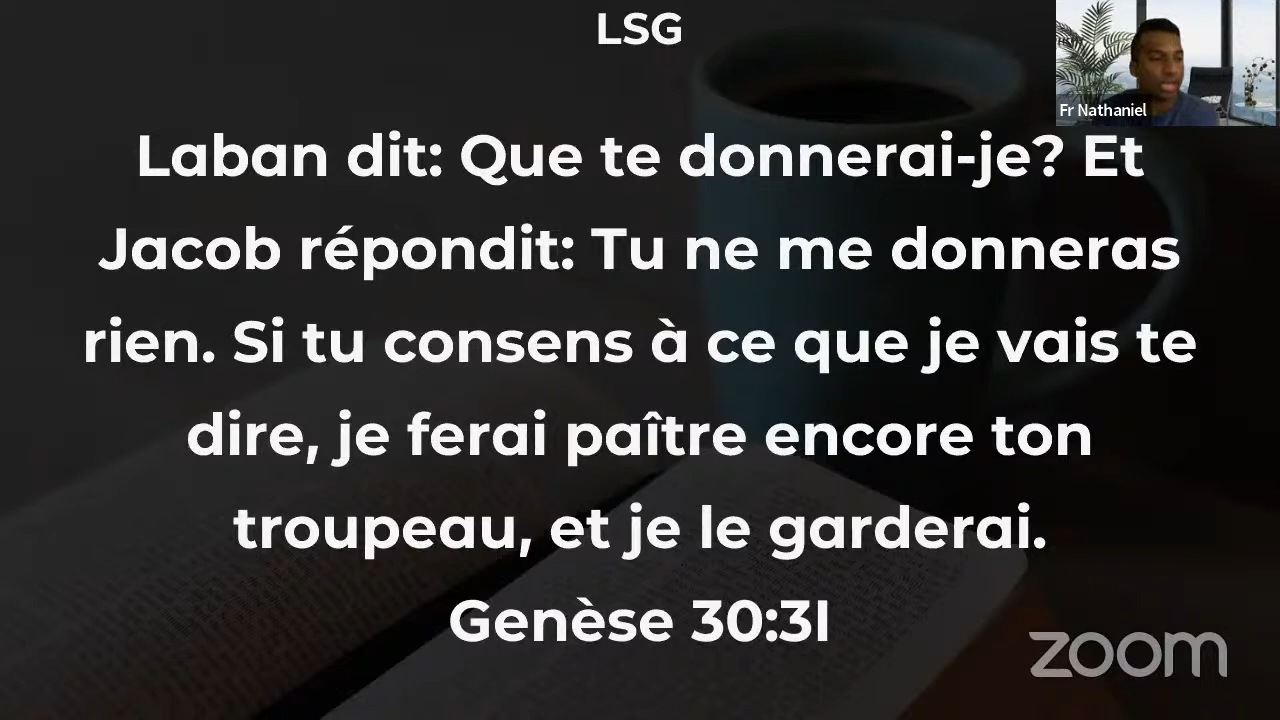 LSG
Fr Nathaniel
Laban dit: Que te donnerai-je? Et
Jacob répondit: Tu ne me donneras
rien. Si tu consens à ce que je vais te
dire, je ferai paître encore ton
troupeau, et je le garderai.
Genèse 30:31
zoom